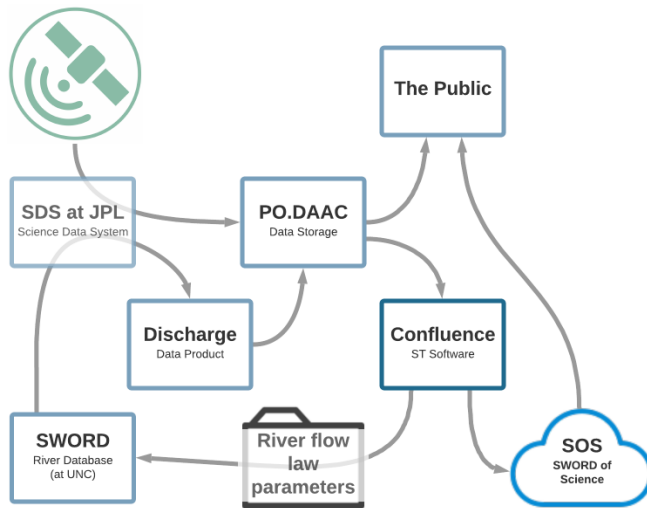 The Public
SDS at JPL
Science Data System
PO.DAAC
Data Storage
Discharge
Data Product
Confluence
ST Software
SWORD
River Database
(at UNC)
River flow
law
parameters
SOS
SWORD of
Science